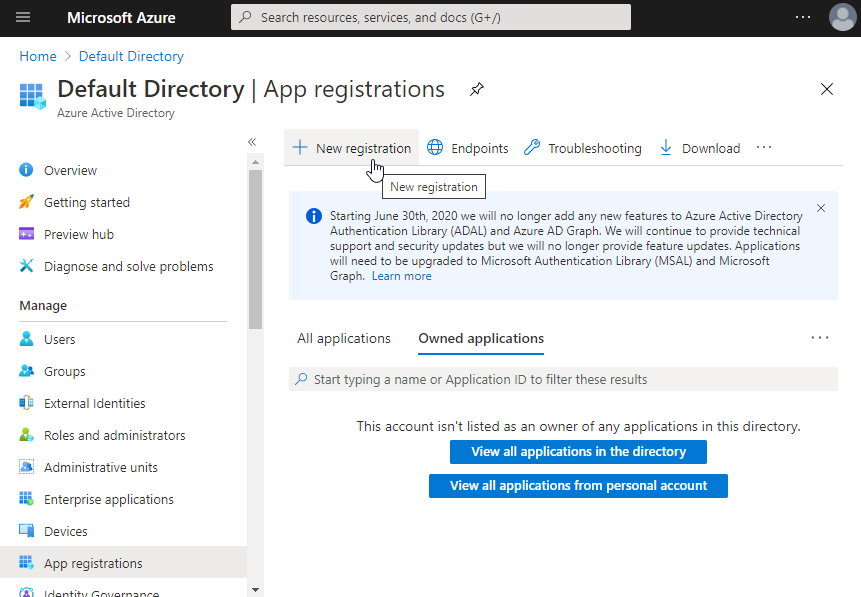 Microsoft Azure
Search resources, services, and docs (G+/)
Home > Default Directory
Default Directory | App registrations
Azure Active Directory
Overview
Getting started
Preview hub
Diagnose and solve problems
Manage
Users
Groups
External Identities
Roles and administrators
Administrative units
Enterprise applications
Devices
App registrations
Identity Governance
New registration
Endpoints
Troubleshooting
Download
New registration
Starting June 30th, 2020 we will no longer add any new features to Azure Active Directory
Authentication Library (ADAL) and Azure AD Graph. We will continue to provide technical
support and security updates but we will no longer provide feature updates. Applications
will need to be upgraded to Microsoft Authentication Library (MSAL) and Microsoft
Graph. Learn more
All applications
Owned applications
Start typing a name or Application ID to filter these results
This account isn't listed as an owner of any applications in this directory.
View all applications in the directory
View all applications from personal account